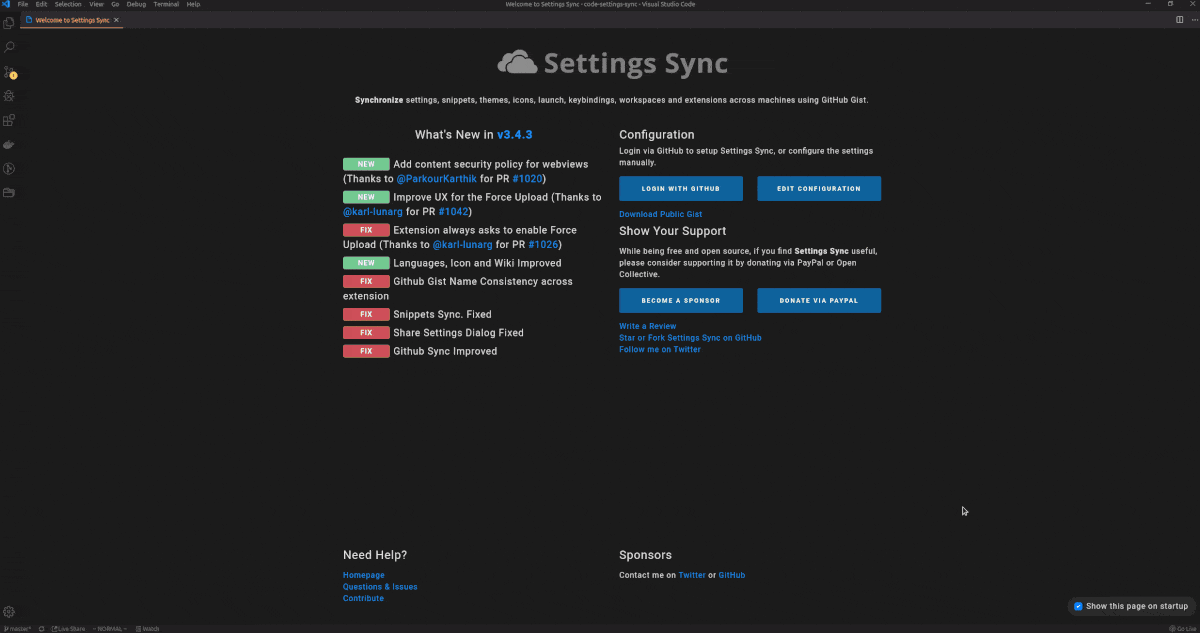 File Edit Selection View Go Debug Terminal Help
Welcome to Settings Sync - code-settings-sync - Visual Studio Code
Welcome to Settings Sync
Settings Sync
Synchronize settings, snippets, themes, icons, launch, keybindings, workspaces and extensions across machines using GitHub Gist.
What's New in v3.4.3
NEW Add content security policy for webviews
(Thanks to @ParkourKarthik for PR #1020)
NEW Improve UX for the Force Upload (Thanks to
@karl-lunarg for PR #1042)
FIX Extension always asks to enable Force
Upload (Thanks to @karl-lunarg for PR #1026)
NEW Languages, Icon and Wiki Improved
FIX Github Gist Name Consistency across
extension
FIX Snippets Sync. Fixed
FIX Share Settings Dialog Fixed
FIX Github Sync Improved
Configuration
Login via GitHub to setup Settings Sync, or configure the settings
manually.
LOGIN WITH GITHUB EDIT CONFIGURATION
Download Public Gist
Show Your Support
While being free and open source, if you find Settings Sync useful,
please consider supporting it by donating via PayPal or Open
Collective.
BECOME A SPONSOR DONATE VIA PAYPAL
Write a Review
Star or Fork Settings Sync on GitHub
Follow me on Twitter
Need Help?
Homepage
Questions & Issues
Contribute
Sponsors
Contact me on Twitter or GitHub
Show this page on startup
master* Live Share -- NORMAL -- Watch Go Live